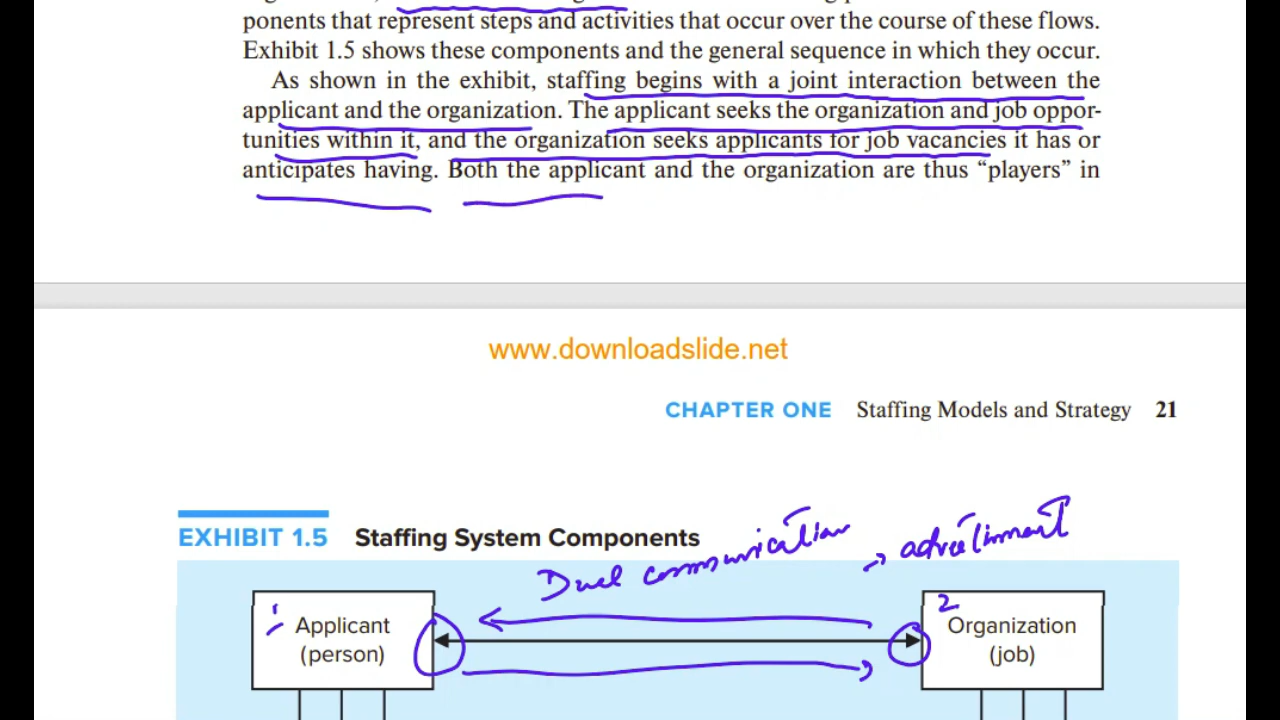 ponents that represent steps and activities that occur over the course of these flows.
Exhibit 1.5 shows these components and the general sequence in which they occur.
As shown in the exhibit, staffing begins with a joint interaction between the
applicant and the organization. The applicant seeks the organization and job oppor-
tunities within it, and the organization seeks applicants for job vacancies it has or
anticipates having. Both the applicant and the organization are thus “players” in
www.downloadslide.net
CHAPTER ONE Staffing Models and Strategy 21
EXHIBIT 1.5 Staffing System Components
Duel communication
1 Applicant
(person)
2
Organization
(job)